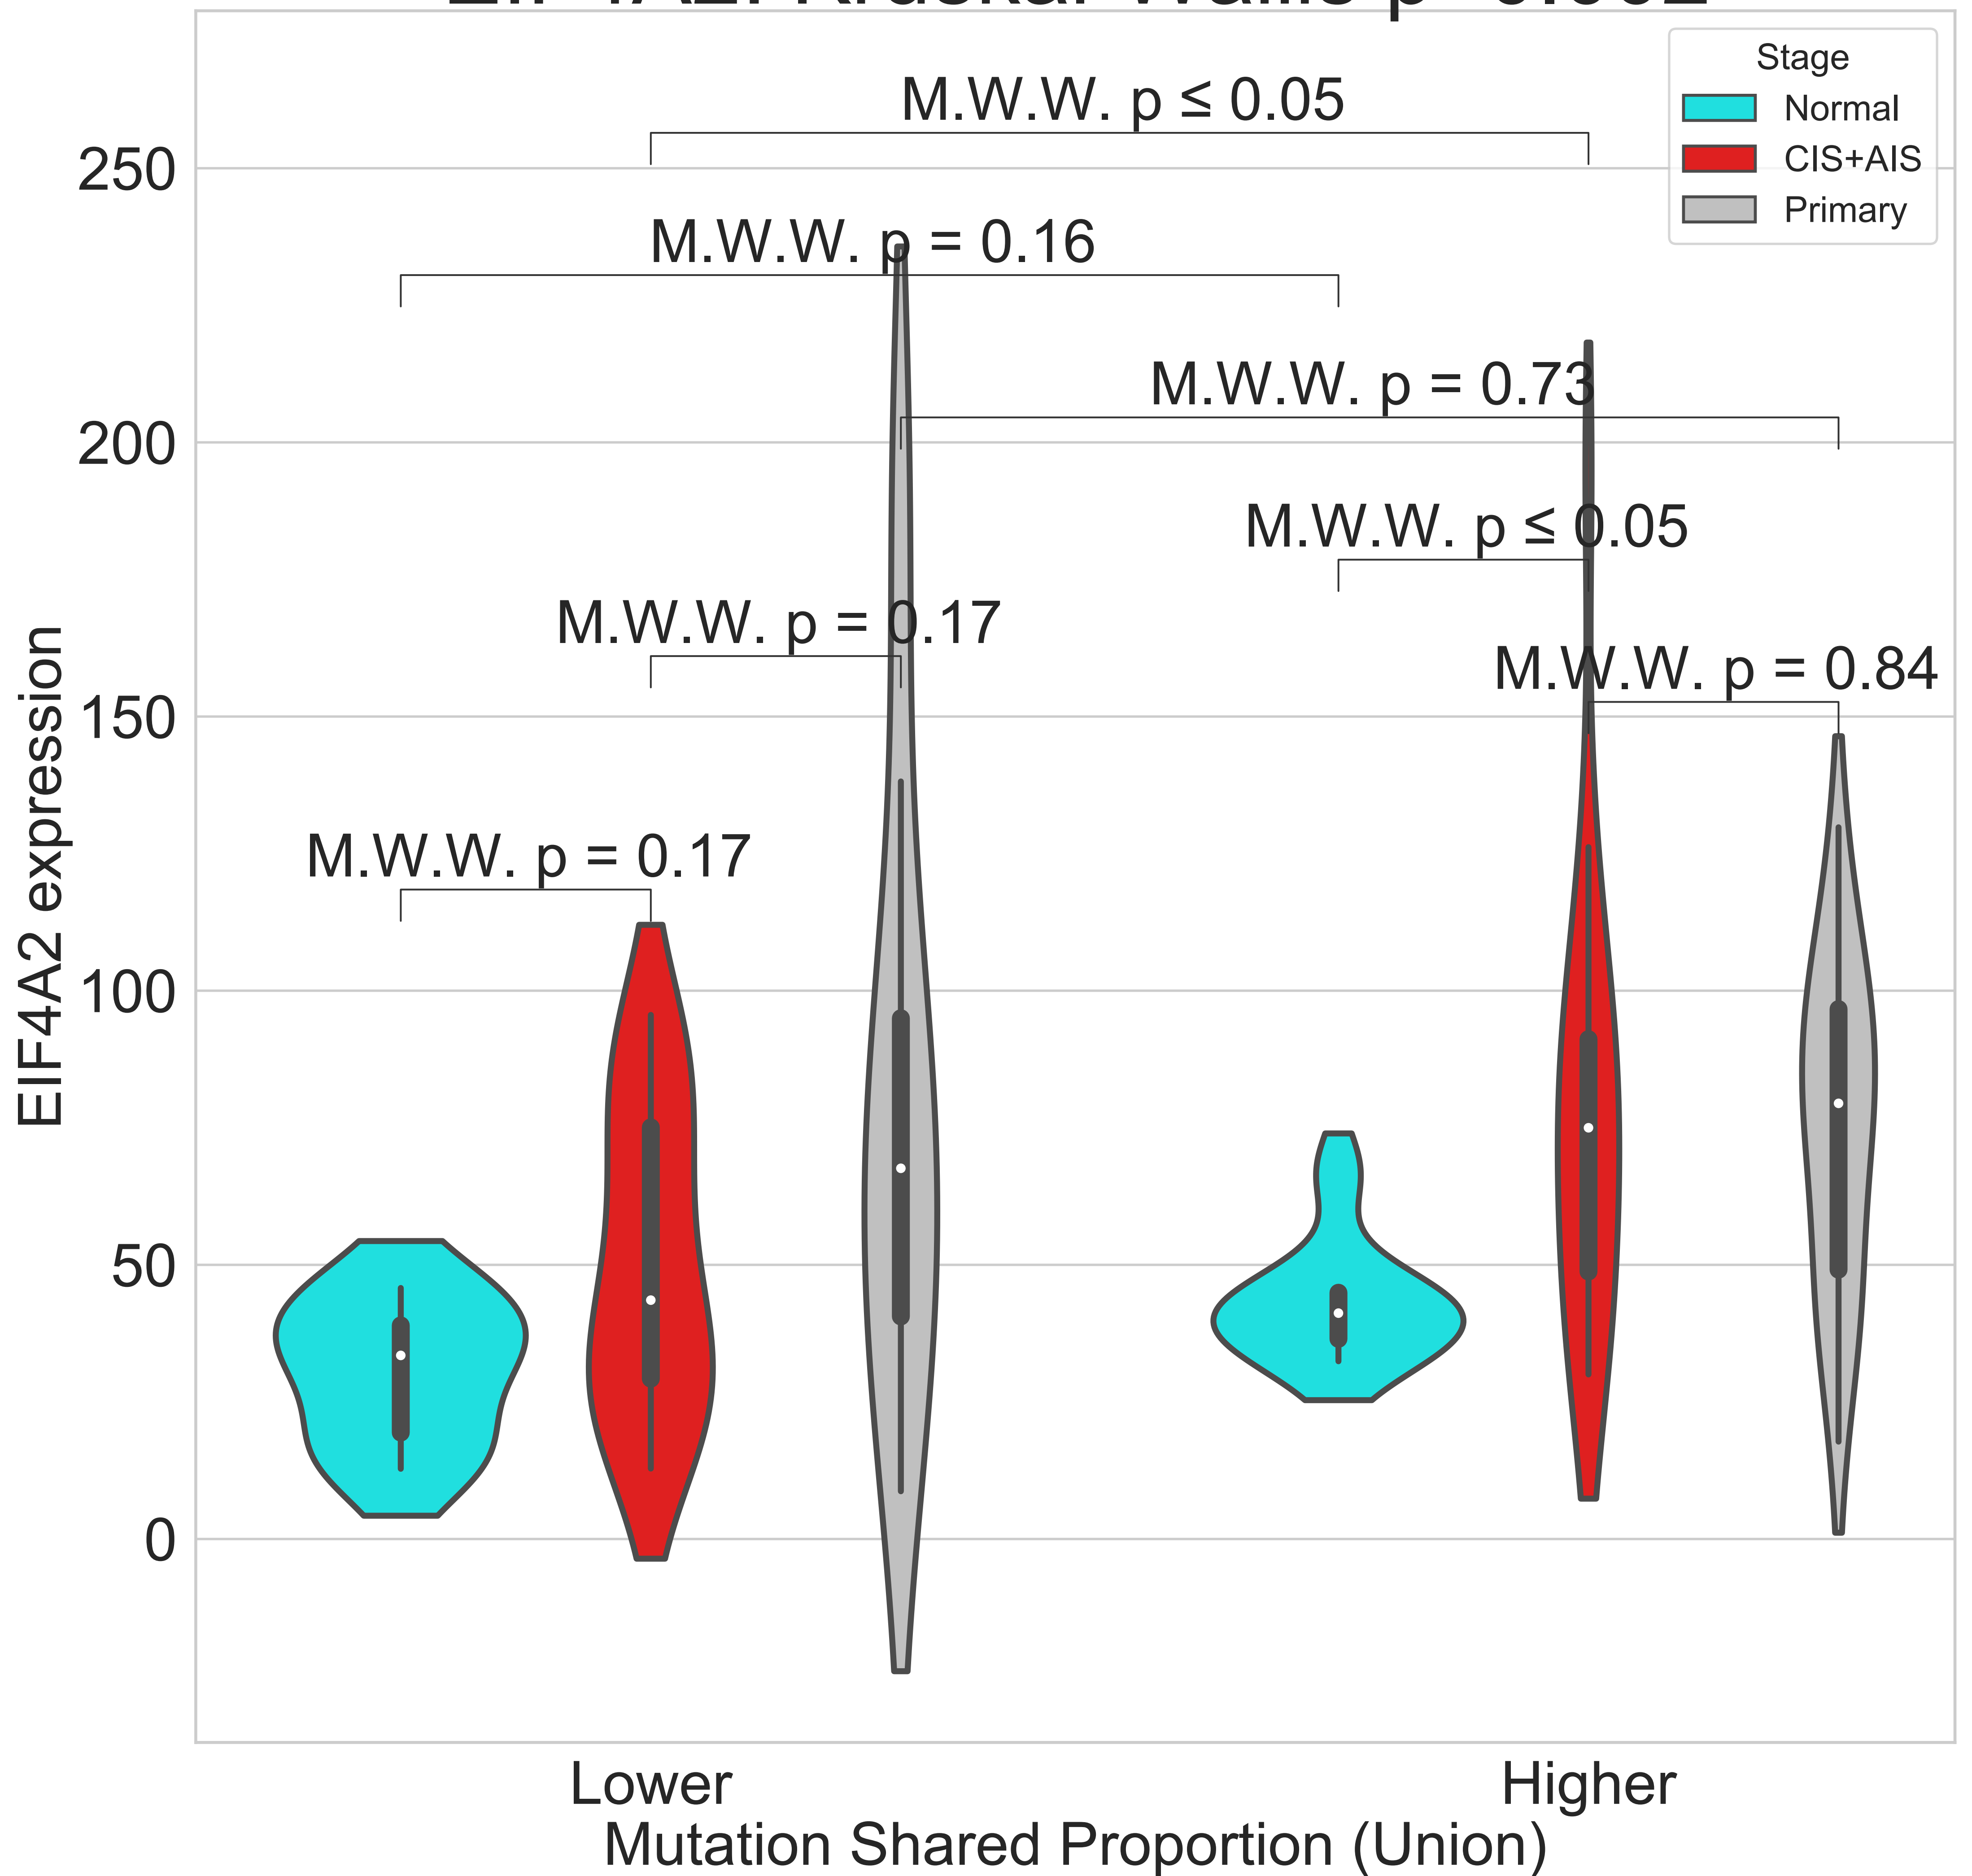 Stage
Normal
CIS+AIS
Primary
M.W.W. p ≤ 0.05
M.W.W. p = 0.16
M.W.W. p = 0.73
M.W.W. p ≤ 0.05
M.W.W. p = 0.17
M.W.W. p = 0.84
M.W.W. p = 0.17
250
200
150
100
50
0
EIF4A2 expression
Lower
Higher
Mutation Shared Proportion (Union)